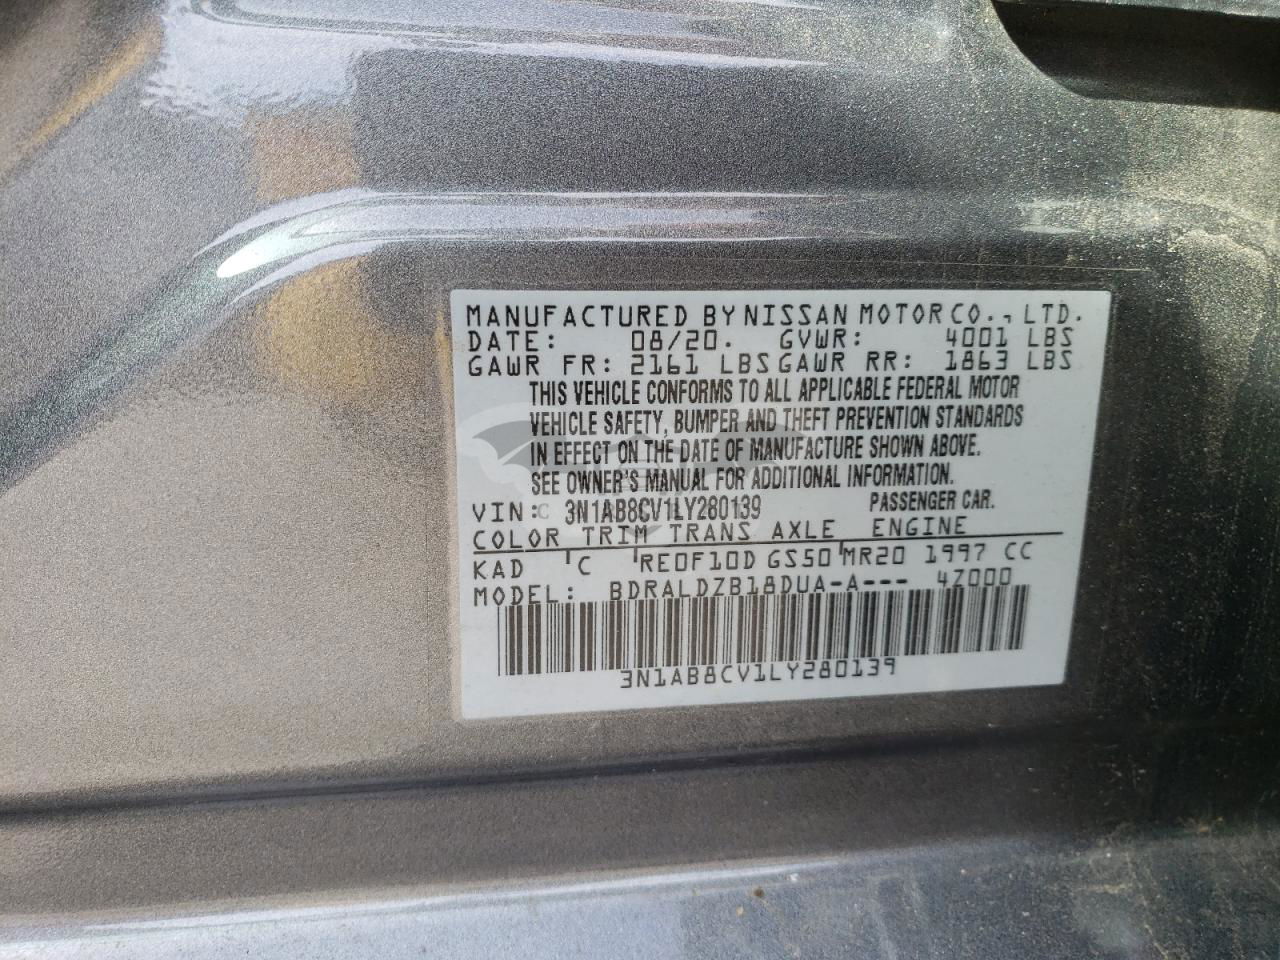 MANUFACTURED BY NISSAN MOTOR CO., LTD.
DATE: 08/20. GVWR: 4001 LBS
GAWR FR: 2161 LBS GAWR RR: 1863 LBS
THIS VEHICLE CONFORMS TO ALL APPLICABLE FEDERAL MOTOR
VEHICLE SAFETY, BUMPER AND THEFT PREVENTION STANDARDS
IN EFFECT ON THE DATE OF MANUFACTURE SHOWN ABOVE.
SEE OWNER'S MANUAL FOR ADDITIONAL INFORMATION.
VIN: 3N1AB8CV1LY280139 PASSENGER CAR.
COLOR TRIM TRANS AXLE ENGINE
KAD C RE0F10D GS50 MR20 1997 CC
MODEL: BDRALDZB18DUA-A--- 4Z000
3N1AB8CV1LY280139